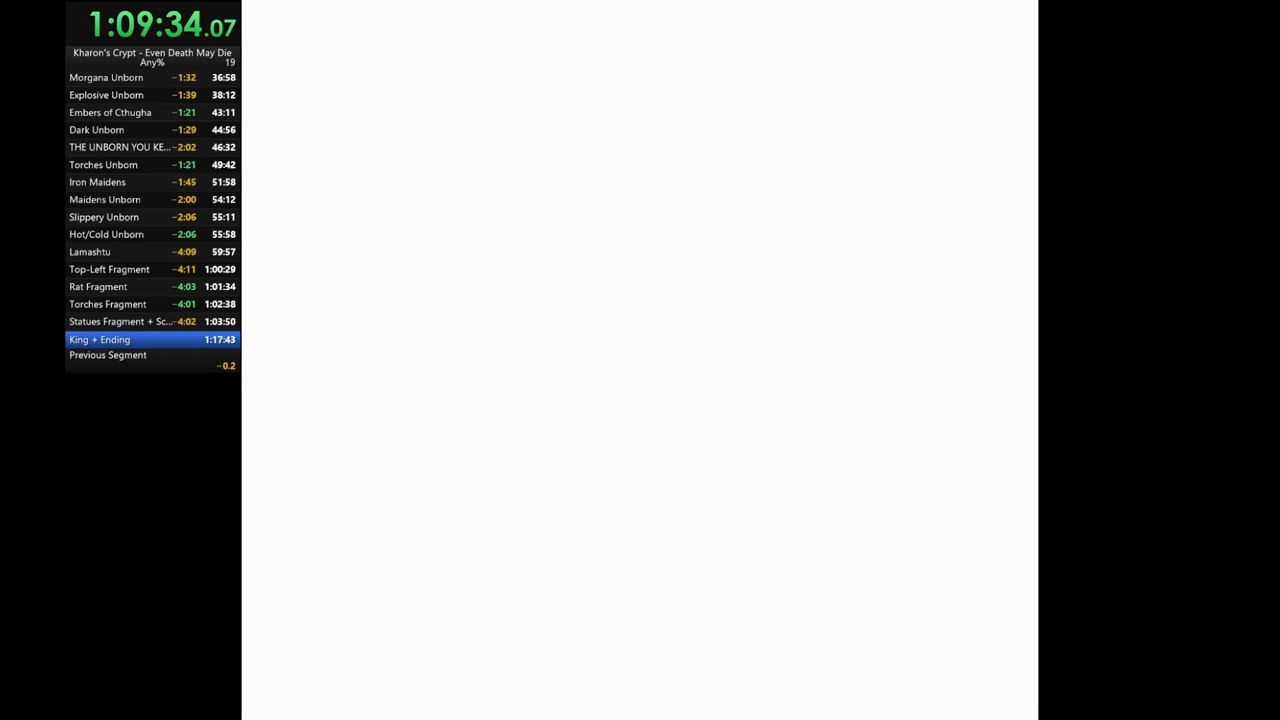 1:09:34.07
Kharon's Crypt - Even Death May Die
Any% 19
Morgana Unborn −1:32 36:58
Explosive Unborn −1:39 38:12
Embers of Cthugha −1:21 43:11
Dark Unborn −1:29 44:56
THE UNBORN YOU KE... −2:02 46:32
Torches Unborn −1:21 49:42
Iron Maidens −1:45 51:58
Maidens Unborn −2:00 54:12
Slippery Unborn −2:06 55:11
Hot/Cold Unborn −2:06 55:58
Lamashtu −4:09 59:57
Top-Left Fragment −4:11 1:00:29
Rat Fragment −4:03 1:01:34
Torches Fragment −4:01 1:02:38
Statues Fragment + Sc... −4:02 1:03:50
King + Ending 1:17:43
Previous Segment
−0.2